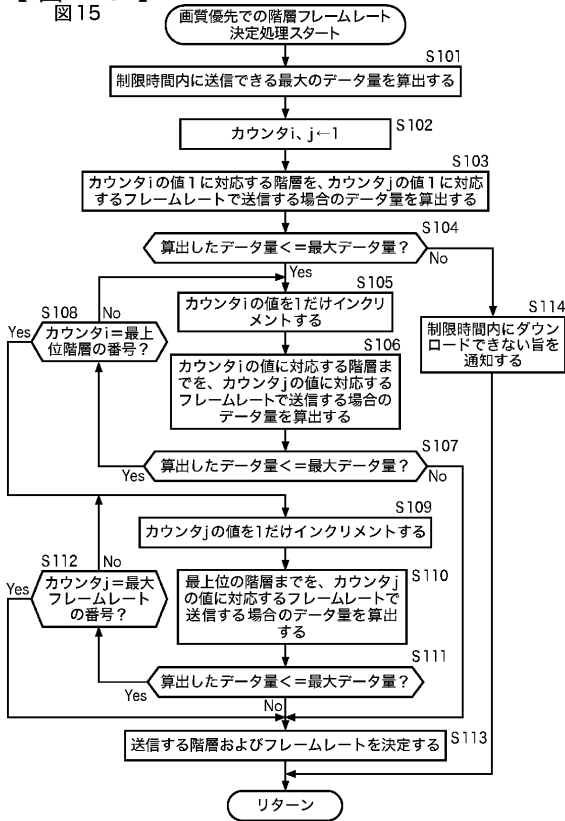 図15
画質優先での階層フレームレート
決定処理スタート
S101
制限時間内に送信できる最大のデータ量を算出する
S102
カウンタi、j←1
S103
カウンタiの値1に対応する階層を、カウンタjの値1に対応
するフレームレートで送信する場合のデータ量を算出する
S104
算出したデータ量<=最大データ量?
No
Yes
S105
カウンタiの値を1だけインクリ
メントする
S108
No
Yes
カウンタi=最上
位階層の番号?
S114
制限時間内にダウン
ロードできない旨を
通知する
S106
カウンタiの値に対応する階層ま
でを、カウンタjの値に対応する
フレームレートで送信する場合の
データ量を算出する
S107
算出したデータ量<=最大データ量?
Yes
No
S109
カウンタjの値を1だけインクリメントする
S112
No
Yes
カウンタj=最大
フレームレート
の番号?
S110
最上位の階層までを、カウンタj
の値に対応するフレームレートで
送信する場合のデータ量を算出
する
S111
算出したデータ量<=最大データ量?
Yes
No
S113
送信する階層およびフレームレートを決定する
リターン